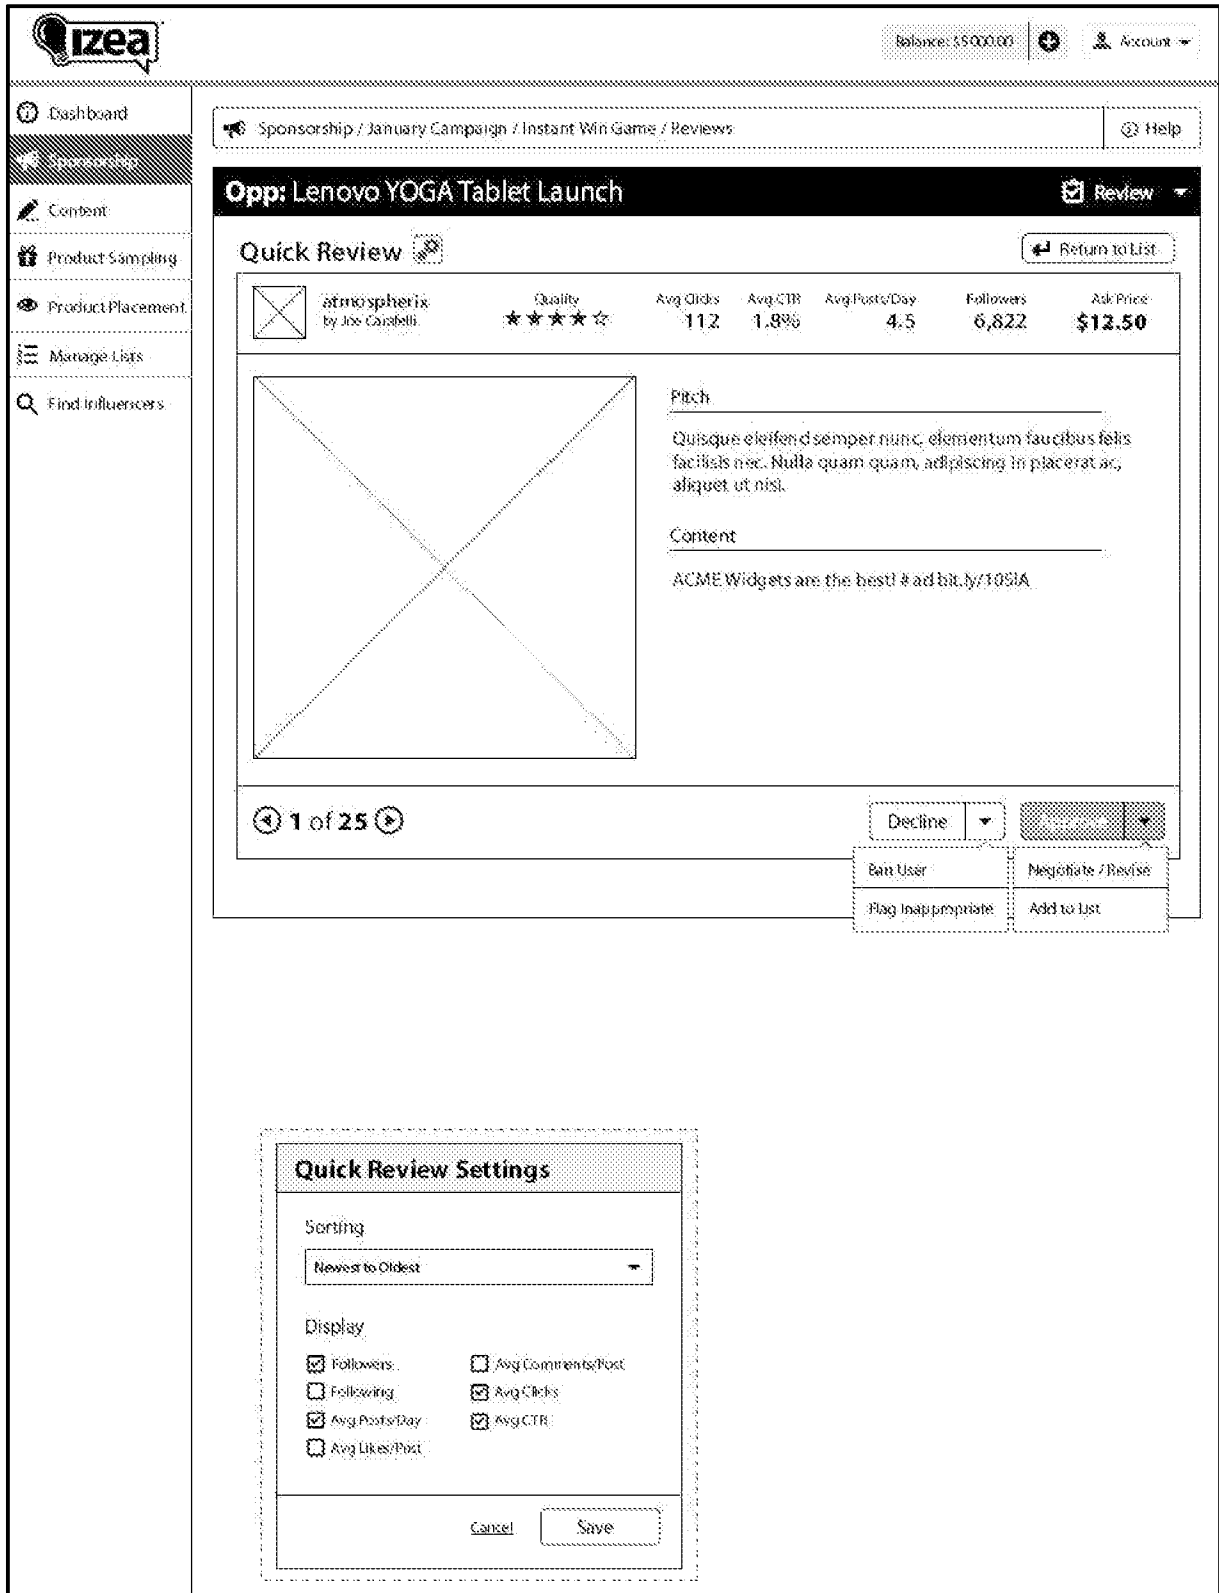 izea
Balance: $5000.00
Account
Dashboard
Sponsorship
Content
Product Sampling
Product Placement
Manage Lists
Find Influencers
Sponsorship / January Campaign / Instant Win Game / Reviews
Help
Opp: Lenovo YOGA Tablet Launch
Review
Quick Review
Return to List
atmospherix
by Joe
Quality
Avg Clicks
112
Avg CTR
1.8%
Avg Posts/Day
4.5
Followers
6,822
Ask Price
$12.50
Pitch
Quisque eleifend semper nunc, elementum faucibus felis
facilisis nec. Nulla quam quam, adipiscing in placerat ac,
aliquet ut nisi.
Content
ACME Widgets are the best! #ad bit.ly/10SIA
1 of 25
Decline
Ban User
Flag Inappropriate
Negotiate / Revise
Add to List
Quick Review Settings
Sorting
Newest to Oldest
Display
Followers
Following
Avg Posts/Day
Avg Likes/Post
Avg Comments/Post
Avg Clicks
Avg CTR
Cancel
Save